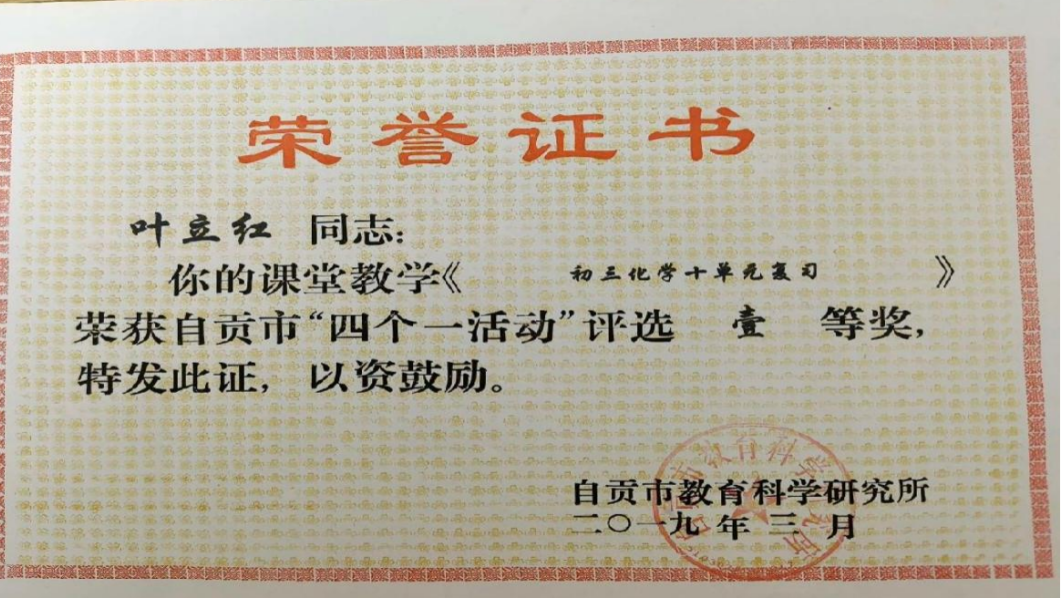 荣誉证书
叶立红 同志：
你的课堂教学《 初三化学十单元复习 》
荣获自贡市“四个一活动”评选 壹 等奖，
特发此证，以资鼓励。
自贡市教育科学研究所
二〇一九年三月